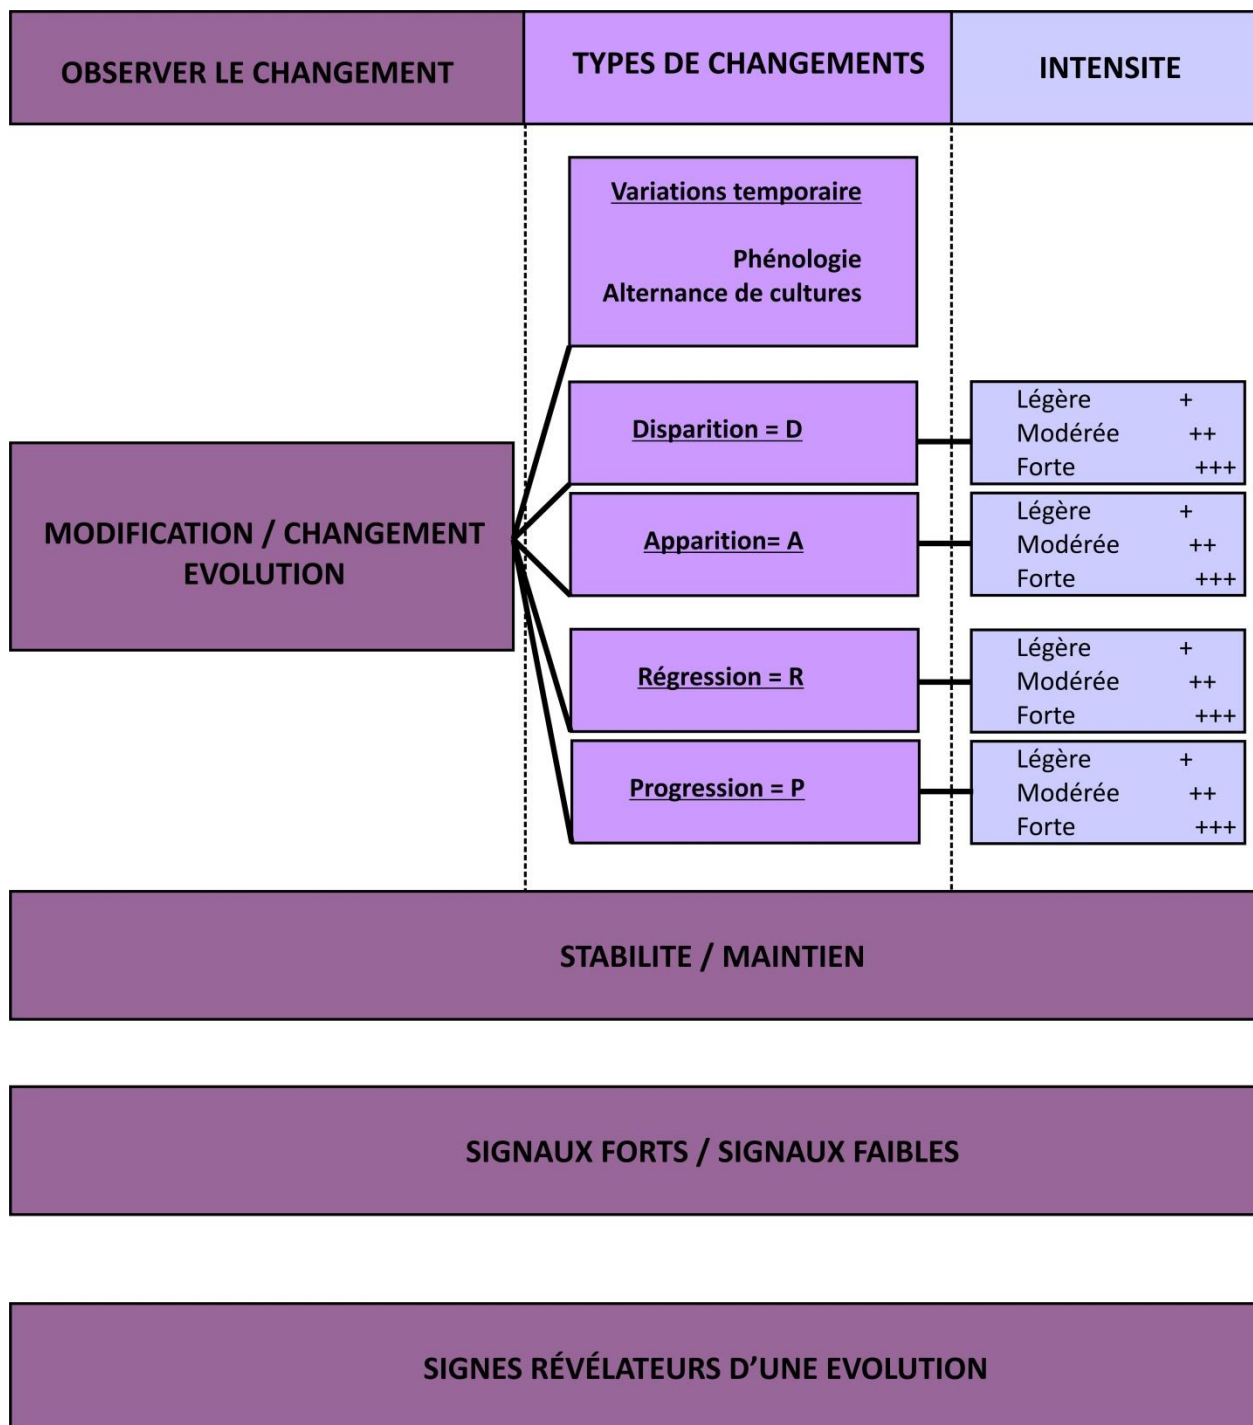 OBSERVER LE CHANGEMENT
TYPES DE CHANGEMENTS
INTENSITE
Variations temporaire
Phénologie
Alternance de cultures
MODIFICATION / CHANGEMENT
EVOLUTION
Disparition = D
Légère +
Modérée ++
Forte +++
Apparition= A
Légère +
Modérée ++
Forte +++
Régression = R
Légère +
Modérée ++
Forte +++
Progression = P
Légère +
Modérée ++
Forte +++
STABILITE / MAINTIEN
SIGNAUX FORTS / SIGNAUX FAIBLES
SIGNES RÉVÉLATEURS D’UNE EVOLUTION